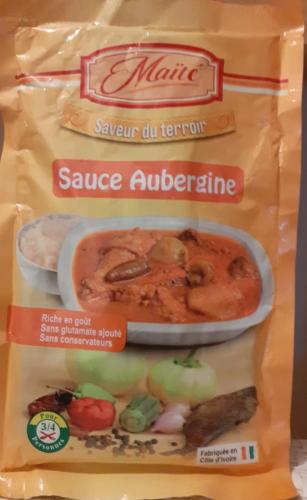 Maïté
Saveur du terroir
Sauce Aubergine
Riche en goût
Sans glutamate ajouté
Sans conservateurs
Pour
3/4
Personnes
Fabriquée en
Côte d'Ivoire